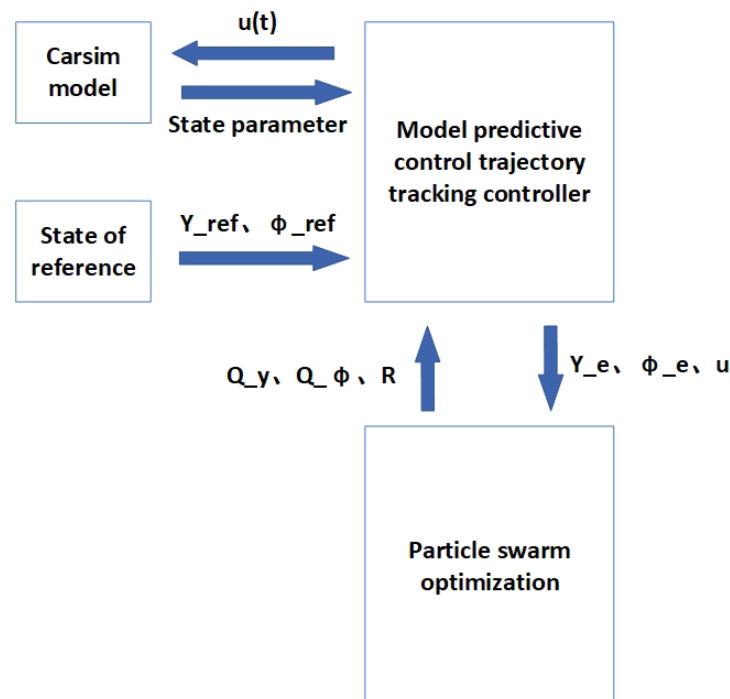 u(t)
Carsim
model
State parameter
Model predictive
control trajectory
tracking controller
State of
reference
Y_ref、ϕ_ref
Q_y、Q_ϕ、R
Y_e、ϕ_e、u
Particle swarm
optimization